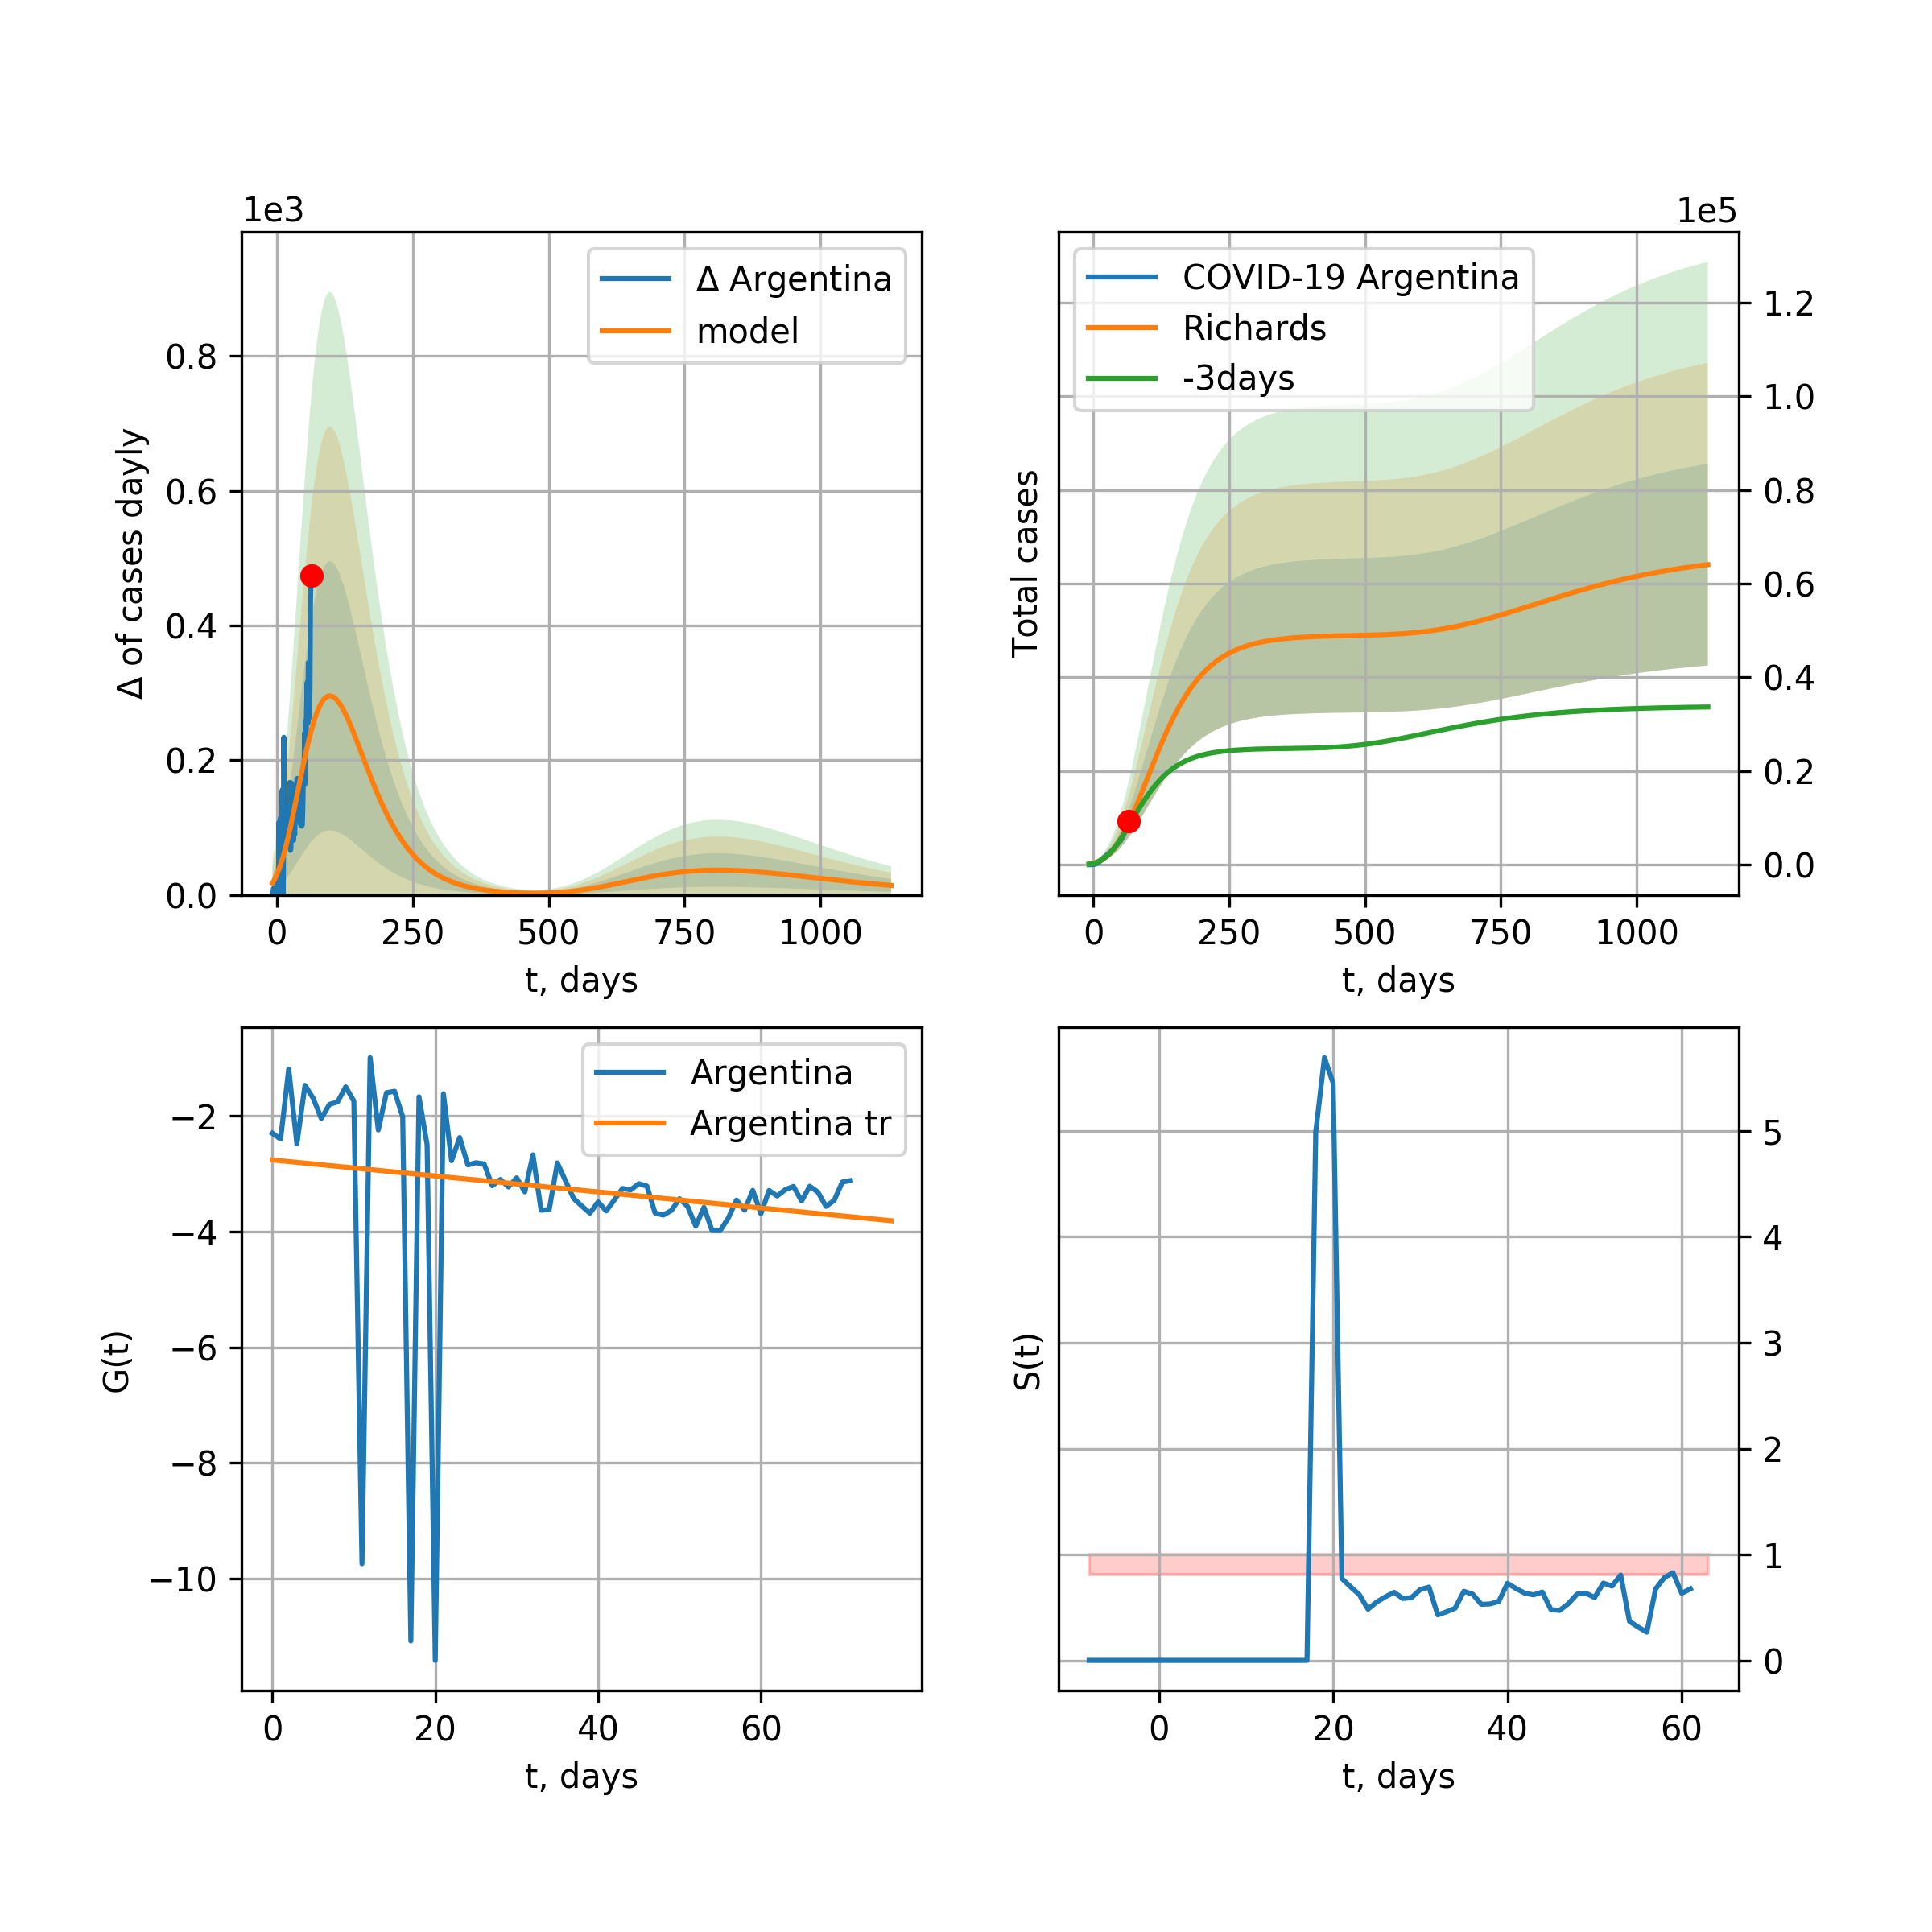 1e3
Δ of cases dayly
0.8
0.6
0.4
0.2
0.0
Δ Argentina
model
0 250 500 750 1000
t, days
1e5
Total cases
COVID-19 Argentina
Richards
-3days
1.2
1.0
0.8
0.6
0.4
0.2
0.0
0 250 500 750 1000
t, days
G(t)
−2
−4
−6
−8
−10
Argentina
Argentina tr
0 20 40 60
t, days
S(t)
5
4
3
2
1
0
0 20 40 60
t, days